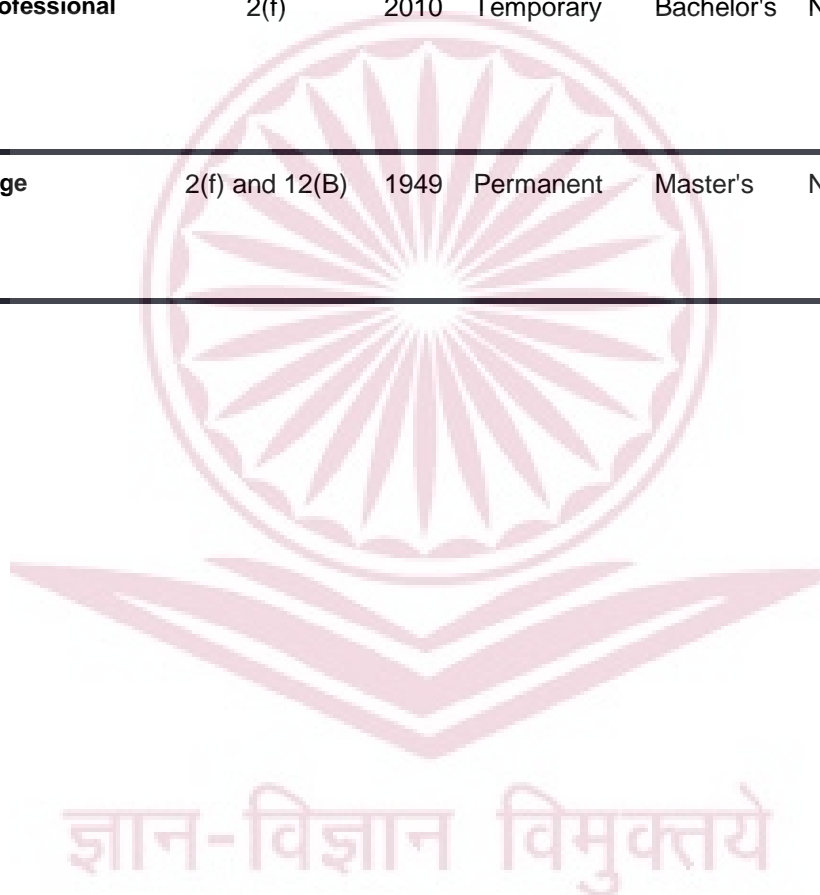 ofessional 2(f) 2010 Temporary Bachelor's N
ge 2(f) and 12(B) 1949 Permanent Master's N
ज्ञान-विज्ञान विमुक्तये